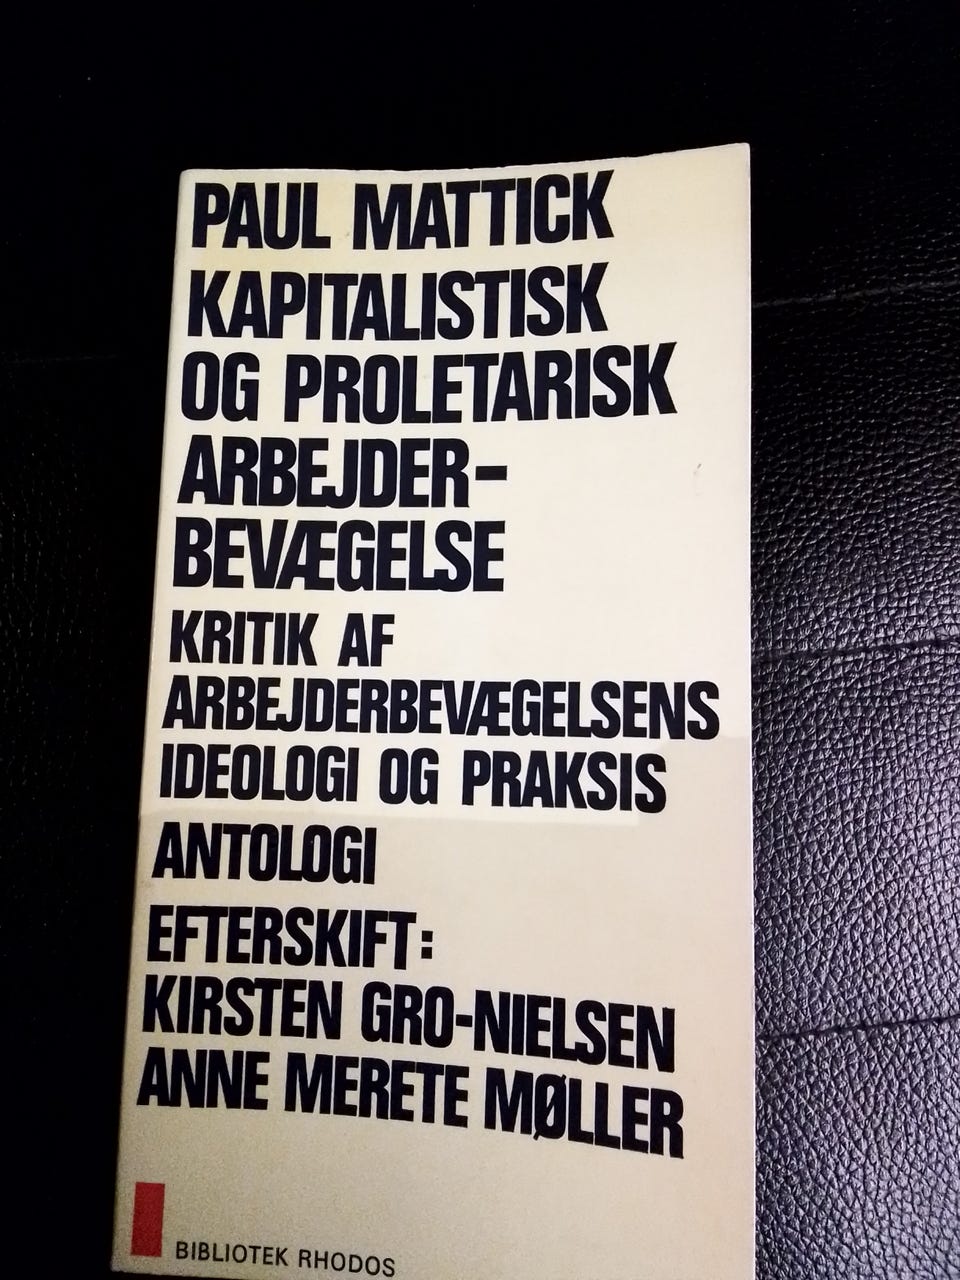 PAUL MATTICK
KAPITALISTISK
OG PROLETARISK
ARBEJDER-
BEVÆGELSE
KRITIK AF
ARBEJDERBEVÆGELSENS
IDEOLOGI OG PRAKSIS
ANTOLOGI
EFTERSKIFT:
KIRSTEN GRO-NIELSEN
ANNE MERETE MØLLER
BIBLIOTEK RHODOS